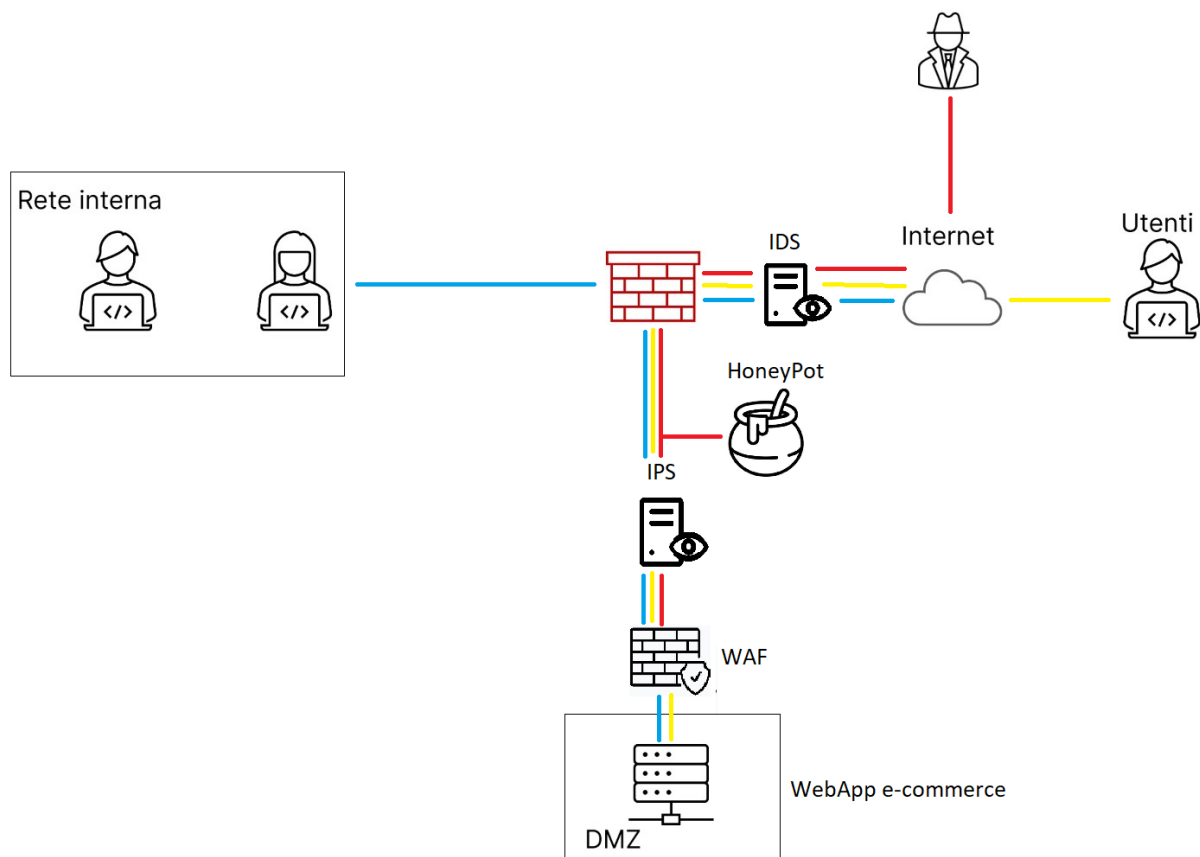 Rete interna
IDS
Internet
Utenti
HoneyPot
IPS
WAF
WebApp e-commerce
DMZ